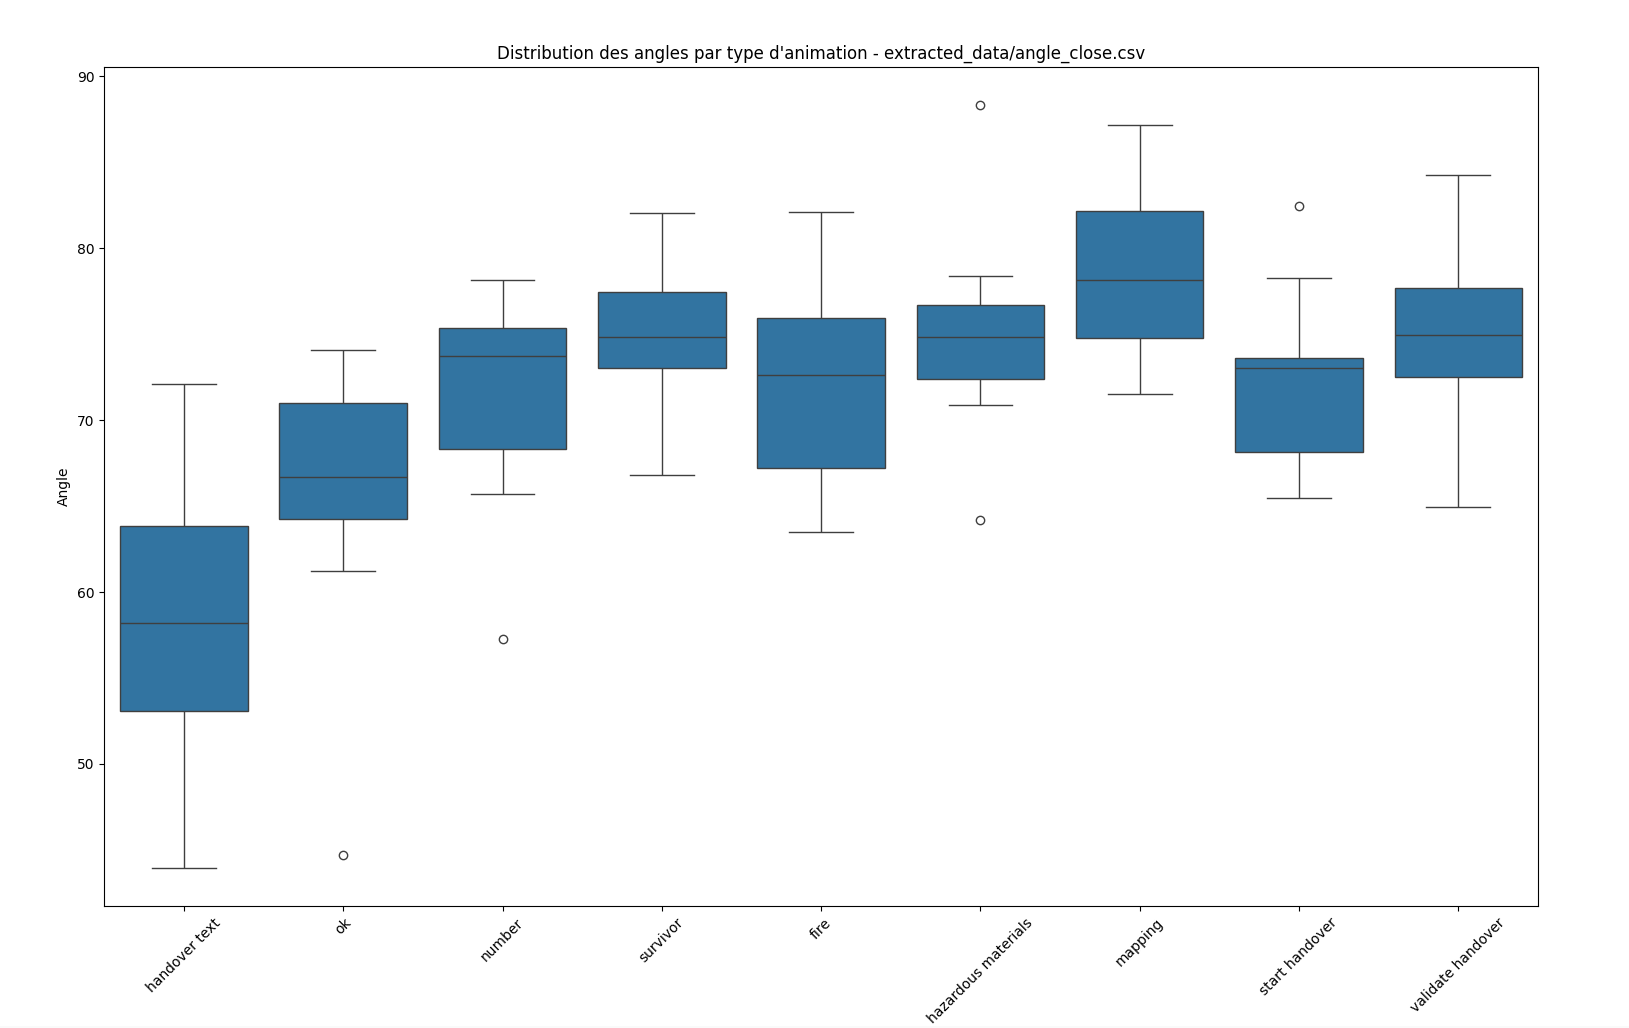 Distribution des angles par type d'animation - extracted_data/angle_close.csv
90
80
70
60
50
Angle
handover text
ok
number
survivor
fire
hazardous materials
mapping
start handover
validate handover